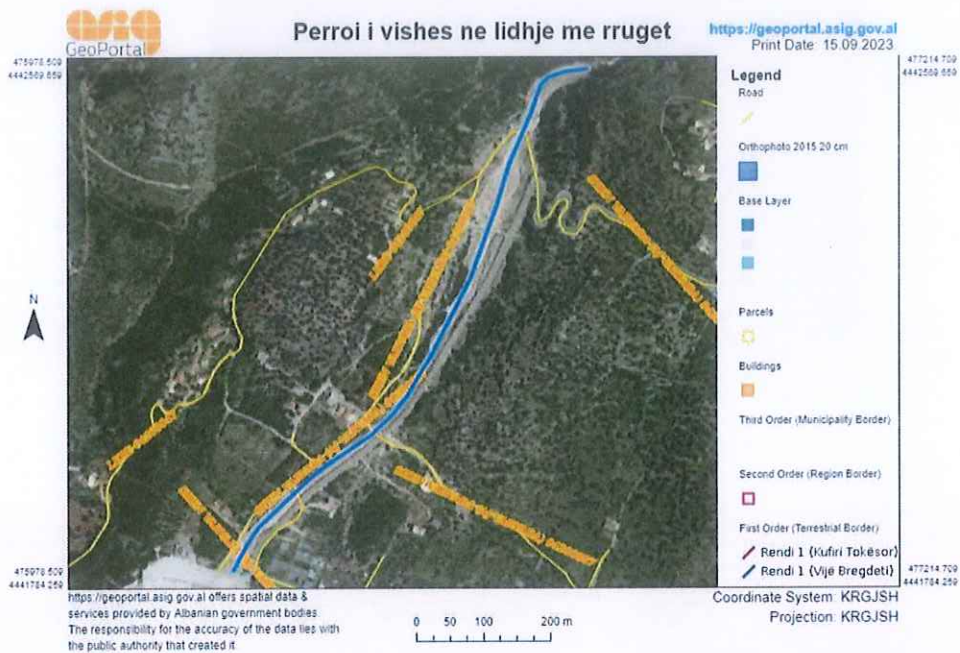 asig
GeoPortal
Perroi i vishes ne lidhje me rruget
https://geoportal.asig.gov.al
Print Date: 15.09.2023
475978.509
4442569.669
477214.709
4442569.669
Legend
Road
Orthophoto 2015 20 cm
Base Layer
Parcels
Buildings
Third Order (Municipality Border)
Second Order (Region Border)
First Order (Terrestrial Border)
Rendi 1 (Kufiri Tokësor)
Rendi 1 (Vijë Bregdeti)
N
475978.509
4441784.269
477214.709
4441784.269
https://geoportal.asig.gov.al offers spatial data &
services provided by Albanian government bodies.
The responsibility for the accuracy of the data lies with
the public authority that created it
0 50 100 200 m
Coordinate System: KRGJSH
Projection: KRGJSH